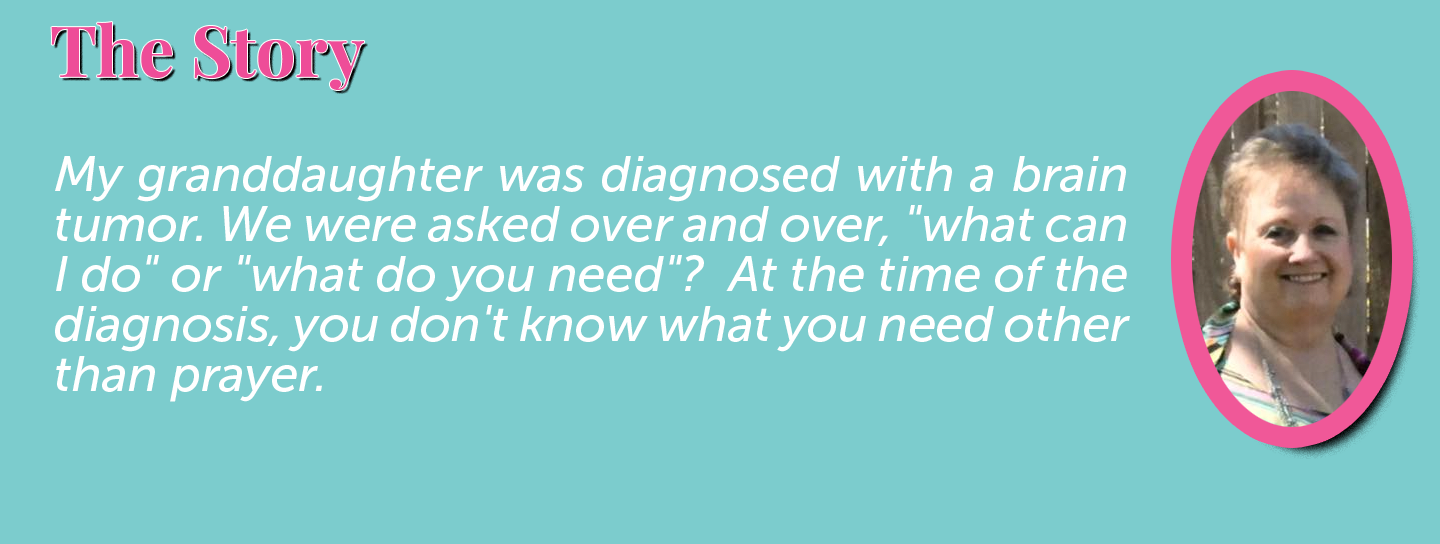 The Story
My granddaughter was diagnosed with a brain
tumor. We were asked over and over, "what can
I do" or "what do you need"?  At the time of the
diagnosis, you don't know what you need other
than prayer.